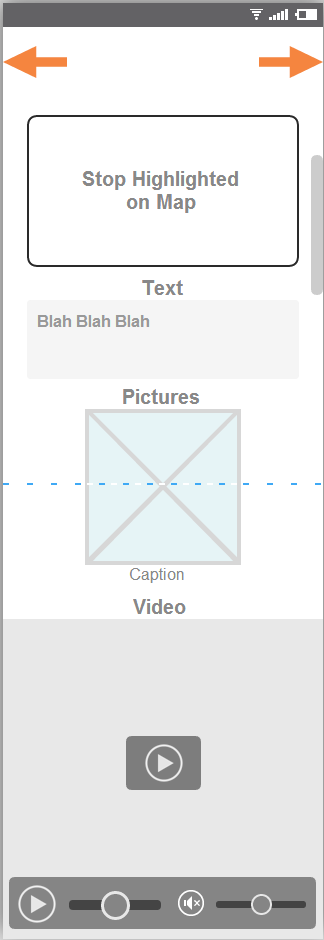 Stop Highlighted
on Map
Text
Blah Blah Blah
Pictures
Caption
Video